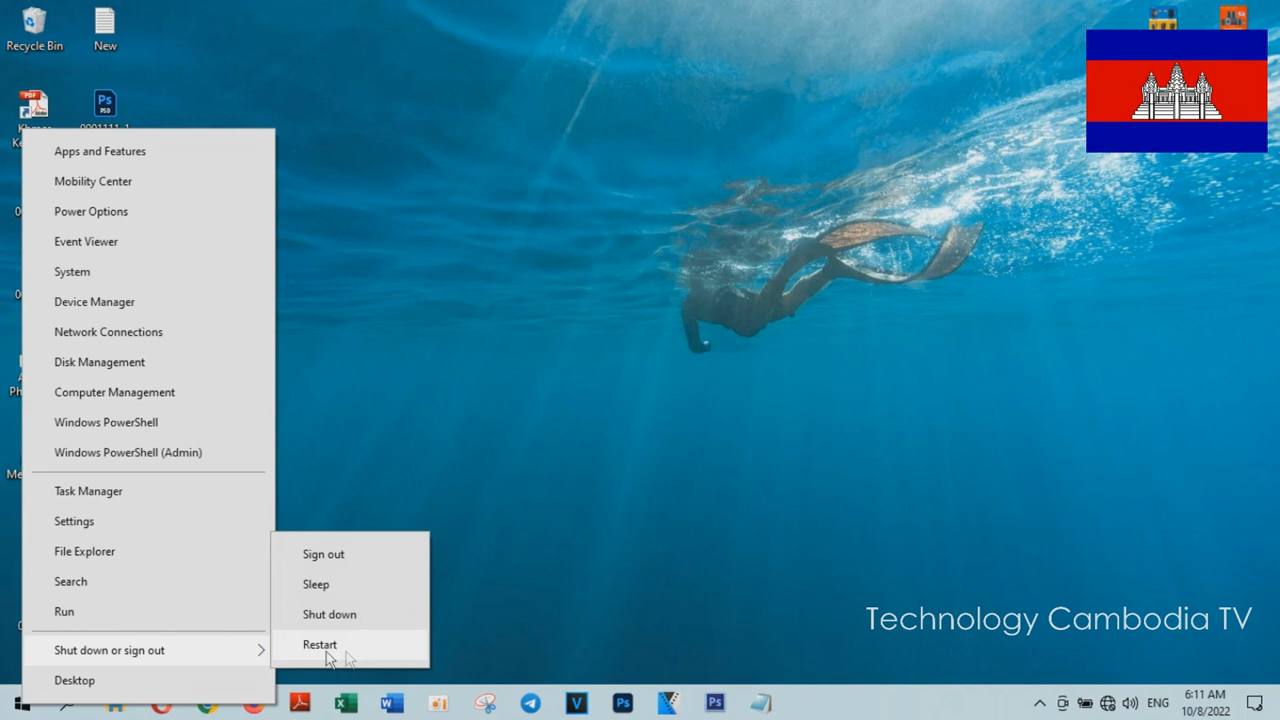 Recycle Bin
New
Apps and Features
Mobility Center
Power Options
Event Viewer
System
Device Manager
Network Connections
Disk Management
Computer Management
Windows PowerShell
Windows PowerShell (Admin)
Task Manager
Settings
File Explorer
Search
Run
Shut down or sign out
Desktop
Sign out
Sleep
Shut down
Restart
Technology Cambodia TV
ENG
6:11 AM
10/8/2022